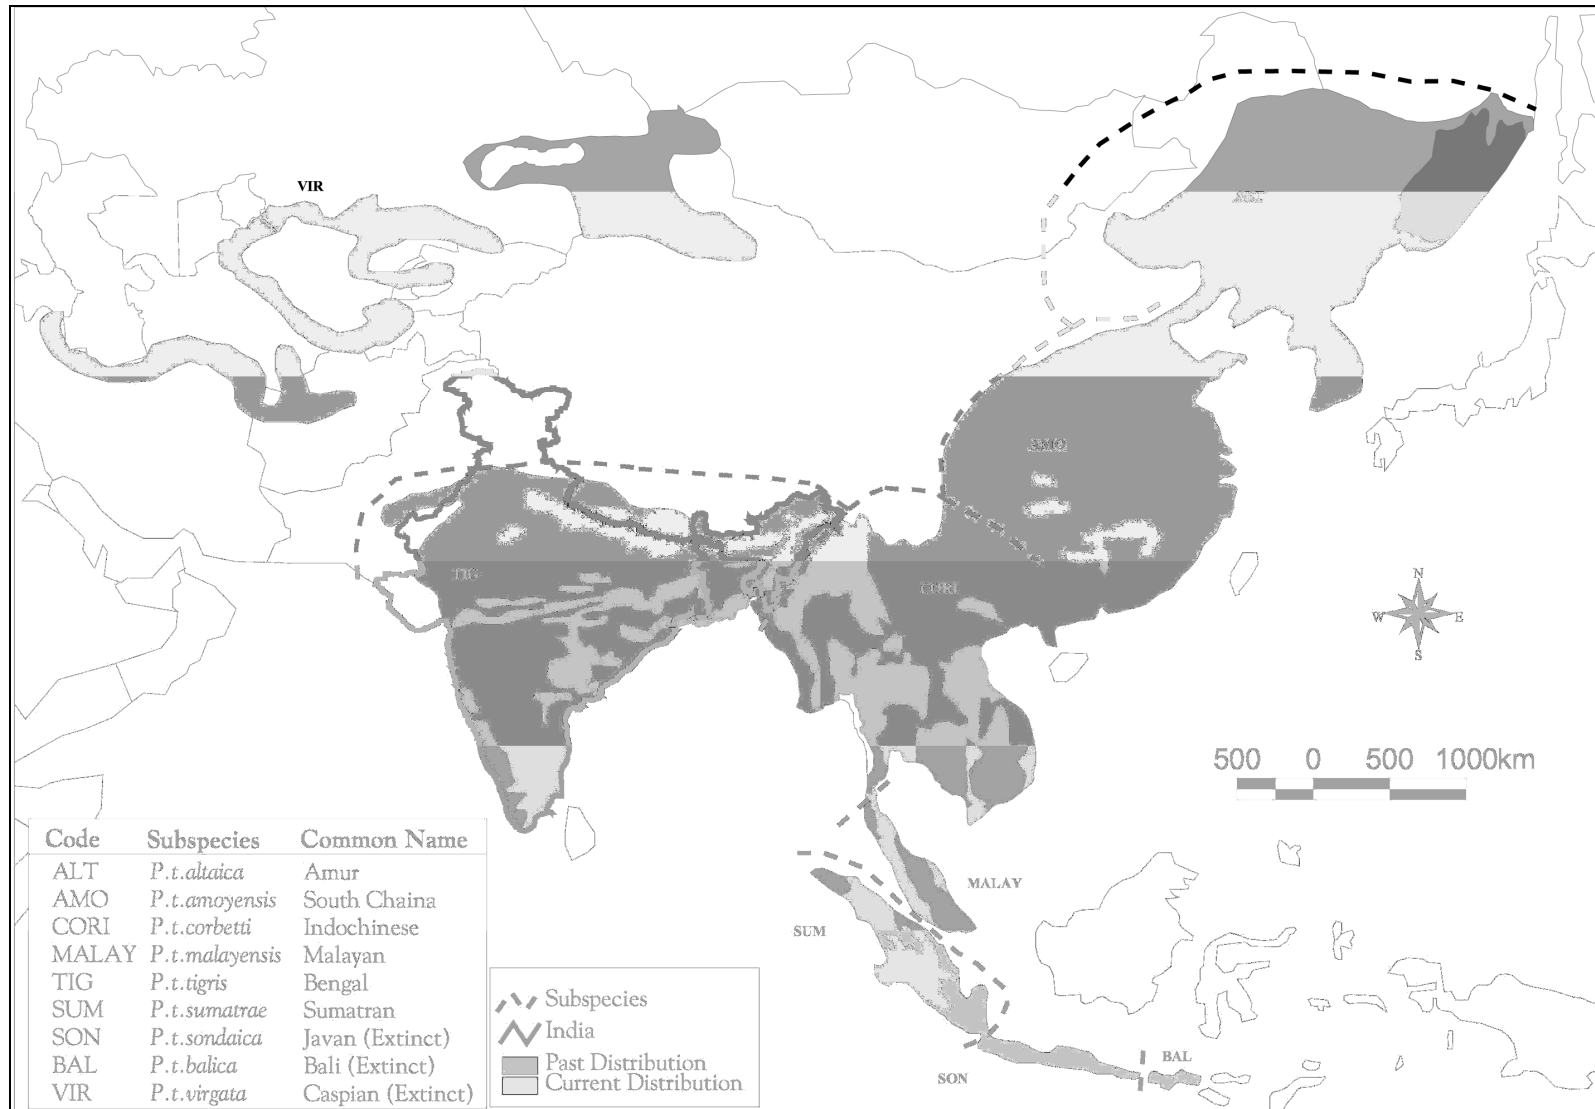 VIR
ALT
AMO
TIG
CORI
N
W E
S
500 0 500 1000km
MALAY
SUM
SON
BAL
Code Subspecies Common Name
ALT P.t.altaica Amur
AMO P.t.amoyensis South Chaina
CORI P.t.corbetti Indochinese
MALAY P.t.malayensis Malayan
TIG P.t.tigris Bengal
SUM P.t.sumatrae Sumatran
SON P.t.sondaica Javan (Extinct)
BAL P.t.balica Bali (Extinct)
VIR P.t.virgata Caspian (Extinct)
Subspecies
India
Past Distribution
Current Distribution